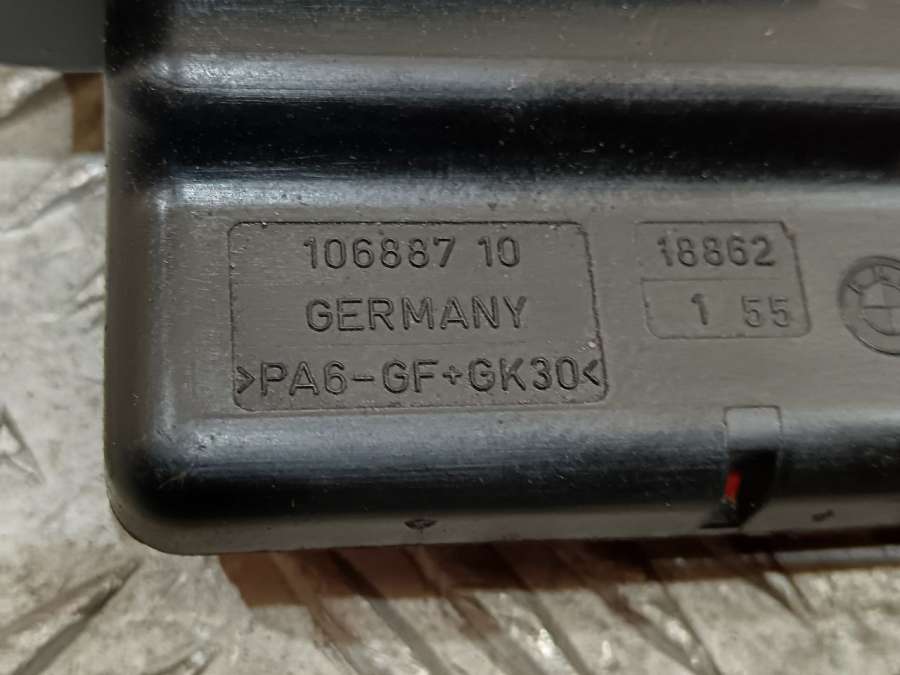 106887 10
GERMANY
>PA6-GF+GK30<
18862
1 55